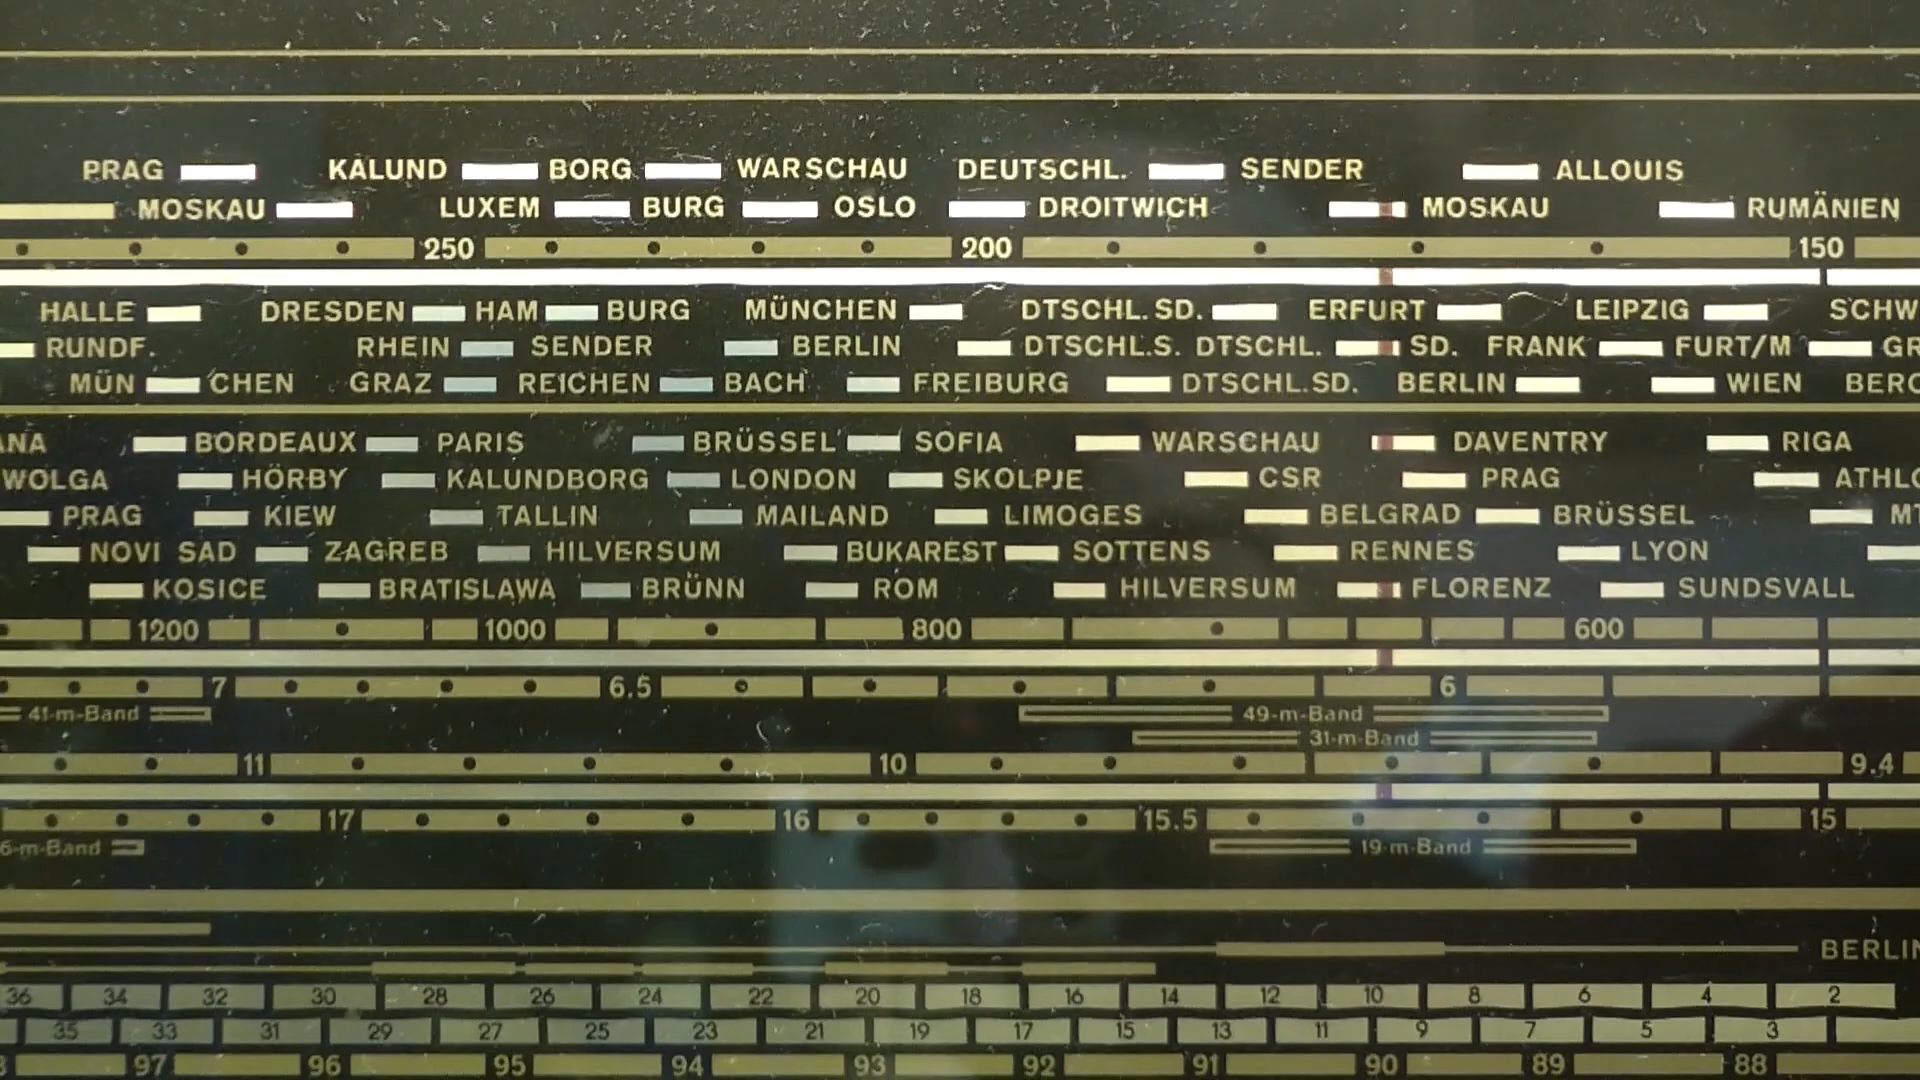 PRAG KALUND BORG WARSCHAU DEUTSCHL. SENDER ALLOUIS
MOSKAU LUXEM BURG OSLO DROITWICH MOSKAU RUMÄNIEN
250 200 150
HALLE DRESDEN HAM BURG MÜNCHEN DTSCHL. SD. ERFURT LEIPZIG SCHW
RUNDF. RHEIN SENDER BERLIN DTSCHL.S. DTSCHL. SD. FRANK FURT/M GR
MÜN CHEN GRAZ REICHEN BACH FREIBURG DTSCHL.SD. BERLIN WIEN BERO
ANA BORDEAUX PARIS BRÜSSEL SOFIA WARSCHAU DAVENTRY RIGA
WOLGA HÖRBY KALUNDBORG LONDON SKOLPJE CSR PRAG ATHLO
PRAG KIEW TALLIN MAILAND LIMOGES BELGRAD BRÜSSEL MT
NOVI SAD ZAGREB HILVERSUM BUKAREST SOTTENS RENNES LYON
KOSICE BRATISLAWA BRÜNN ROM HILVERSUM FLORENZ SUNDSVALL
1200 1000 800 600
7 6.5 6
41-m-Band 49-m-Band
31-m-Band
11 10 9.4
17 16 15.5 15
6-m-Band 19-m-Band
BERLIN
36 34 32 30 28 26 24 22 20 18 16 14 12 10 8 6 4 2
35 33 31 29 27 25 23 21 19 17 15 13 11 9 7 5 3
97 96 95 94 93 92 91 90 89 88